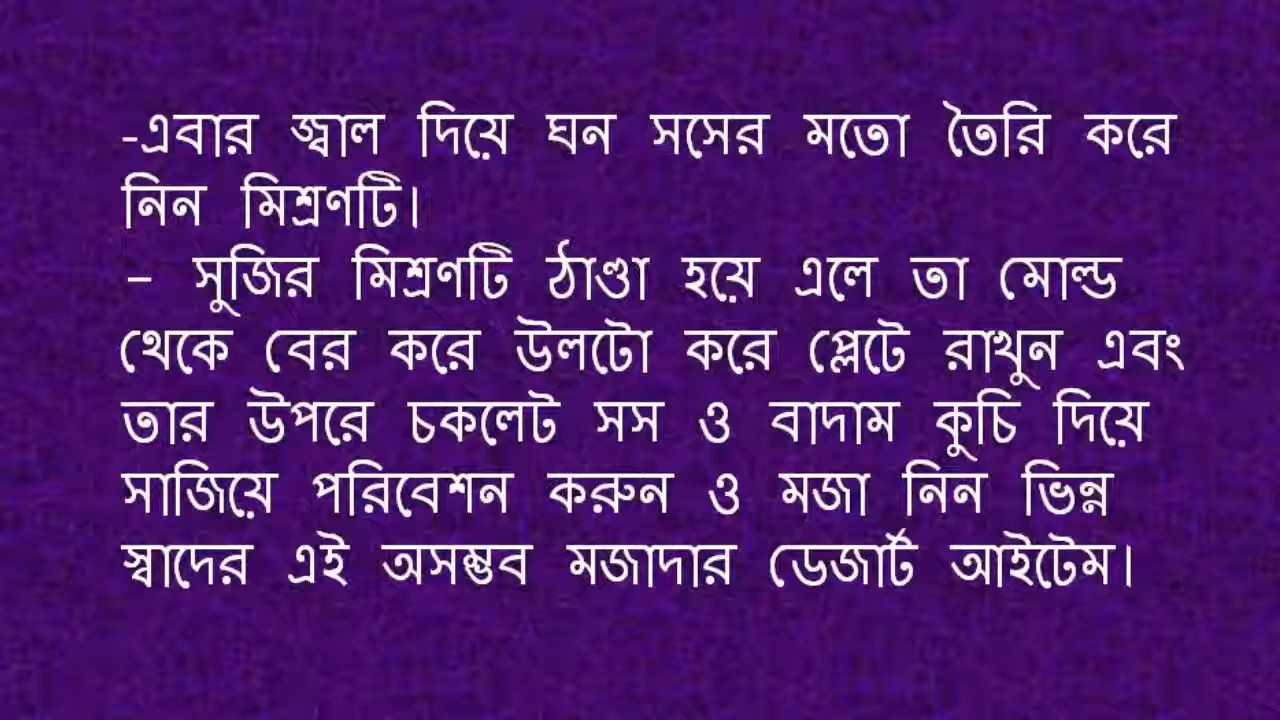 -এবার জ্বাল দিয়ে ঘন সসের মতো তৈরি করে
নিন মিশ্রণটি।
– সুজির মিশ্রণটি ঠাণ্ডা হয়ে এলে তা মোল্ড
থেকে বের করে উলটো করে প্লেটে রাখুন এবং
তার উপরে চকলেট সস ও বাদাম কুচি দিয়ে
সাজিয়ে পরিবেশন করুন ও মজা নিন ভিন্ন
স্বাদের এই অসম্ভব মজাদার ডেজার্ট আইটেম।